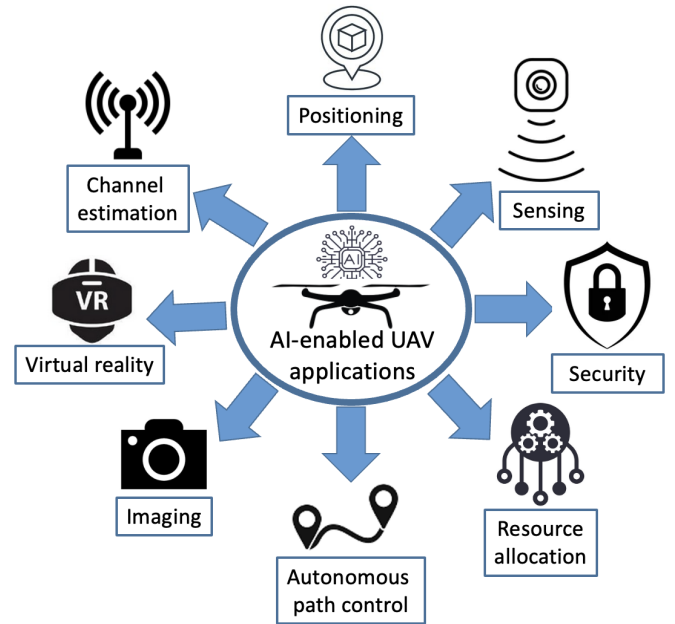 Positioning
Channel
estimation
Sensing
AI
AI-enabled UAV
applications
VR
Virtual reality
Security
Imaging
Resource
allocation
Autonomous
path control